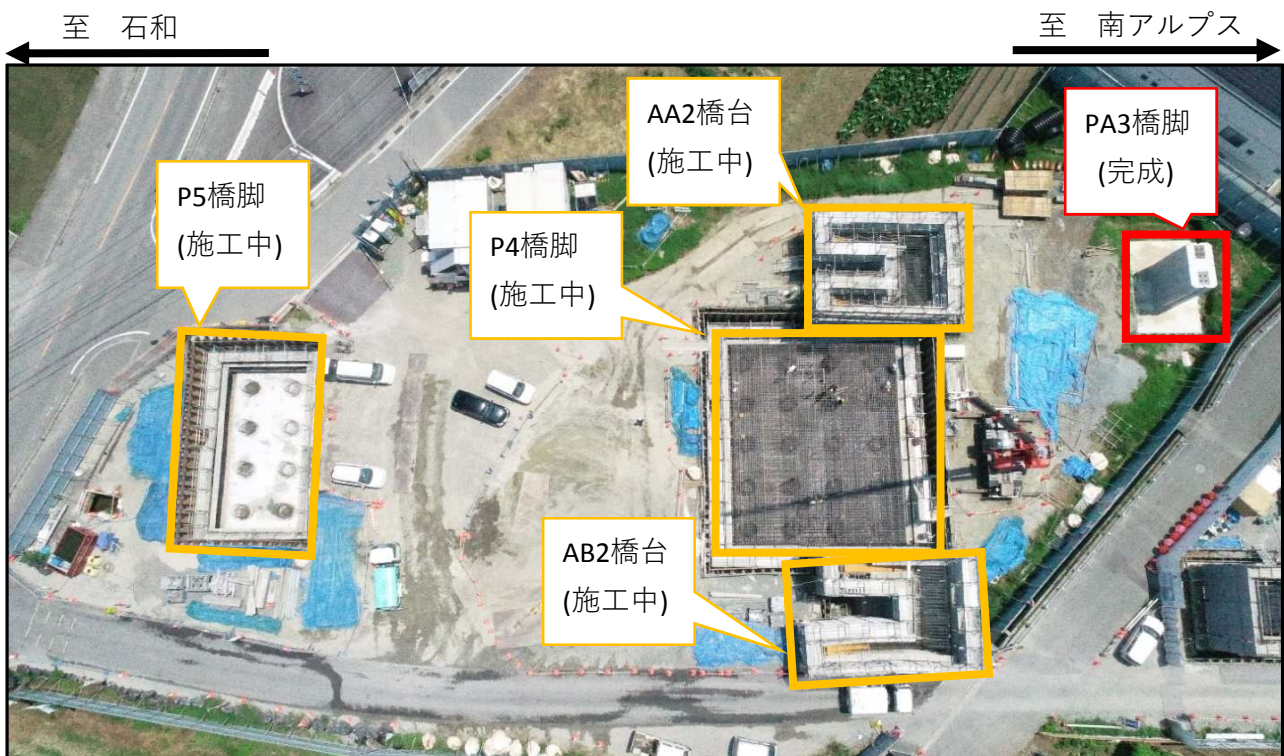 至　石和
至　南アルプス
AA2橋台
(施工中)
PA3橋脚
(完成)
P5橋脚
(施工中)
P4橋脚
(施工中)
AB2橋台
(施工中)